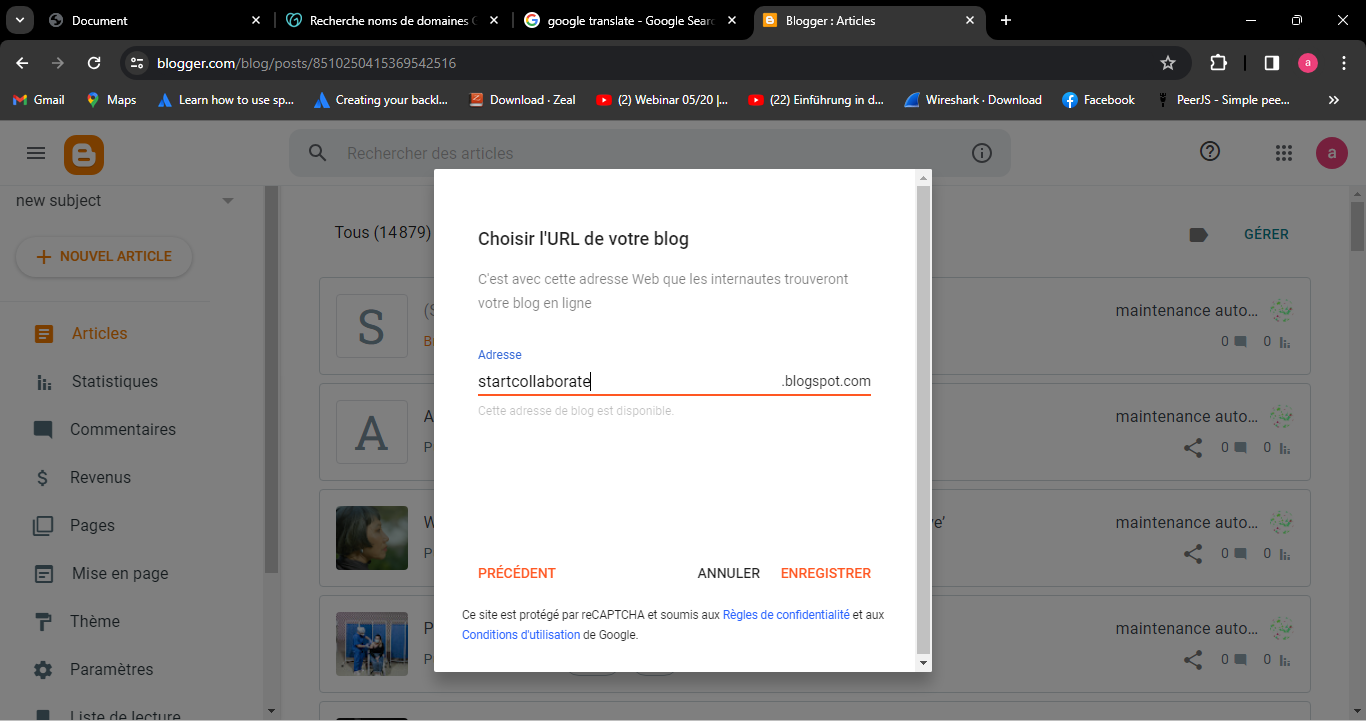 Document
Recherche noms de domaines
google translate - Google Sear
Blogger : Articles
blogger.com/blog/posts/8510250415369542516
a
Gmail
Maps
Learn how to use sp...
Creating your backl...
Download · Zeal
(2) Webinar 05/20 |...
(22) Einführung in d...
Wireshark · Download
Facebook
PeerJS - Simple pee...
Rechercher des articles
a
new subject
NOUVEL ARTICLE
Articles
Statistiques
Commentaires
Revenus
Pages
Mise en page
Thème
Paramètres
Liste de lecture
Tous (14 879)
GÉRER
S
(S
B
maintenance auto...
0
0
A
A
P
maintenance auto...
0
0
W
P
maintenance auto...
0
0
P
P
maintenance auto...
0
0
Choisir l'URL de votre blog
C'est avec cette adresse Web que les internautes trouveront
votre blog en ligne
Adresse
startcollaborate
.blogspot.com
Cette adresse de blog est disponible.
PRÉCÉDENT
ANNULER
ENREGISTRER
Ce site est protégé par reCAPTCHA et soumis aux Règles de confidentialité et aux
Conditions d'utilisation de Google.